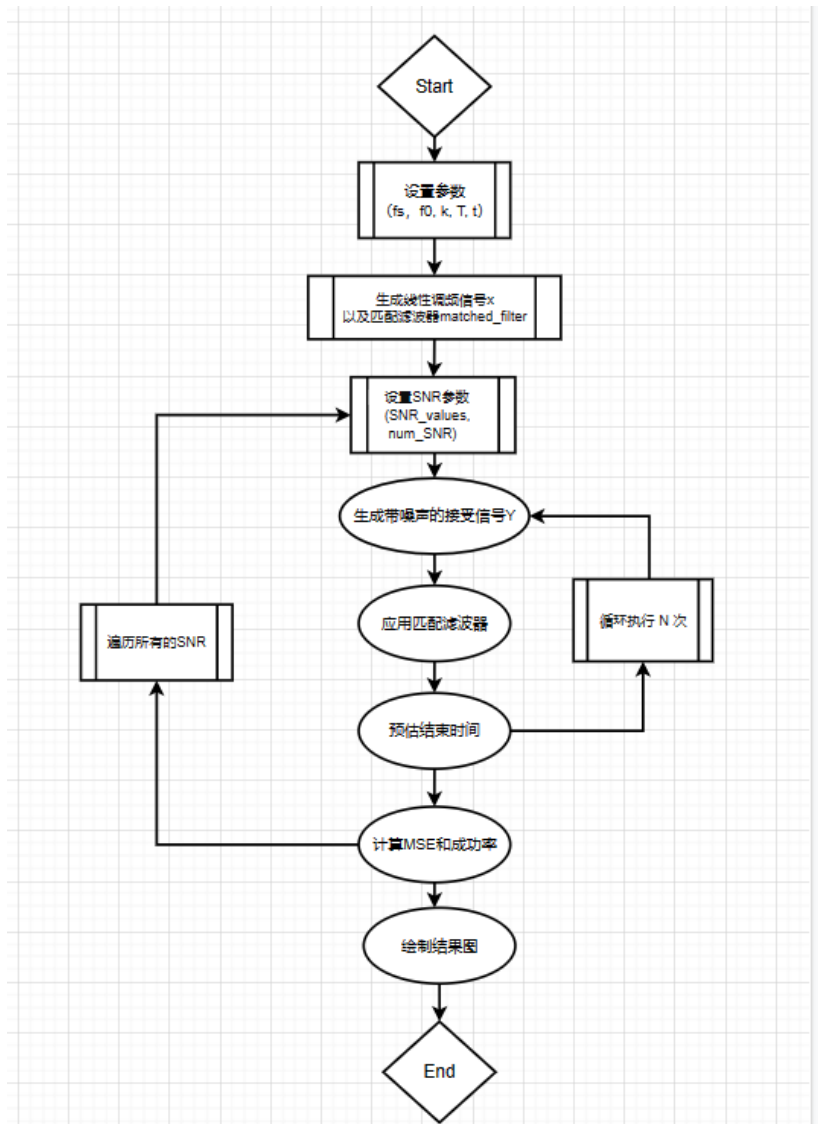 Start
设置参数
（fs，f0, k, T, t）
生成线性调频信号x
以及匹配滤波器matched_filter
设置SNR参数
(SNR_values,
num_SNR)
生成带噪声的接受信号Y
应用匹配滤波器
循环执行 N 次
遍历所有的SNR
预估结束时间
计算MSE和成功率
绘制结果图
End